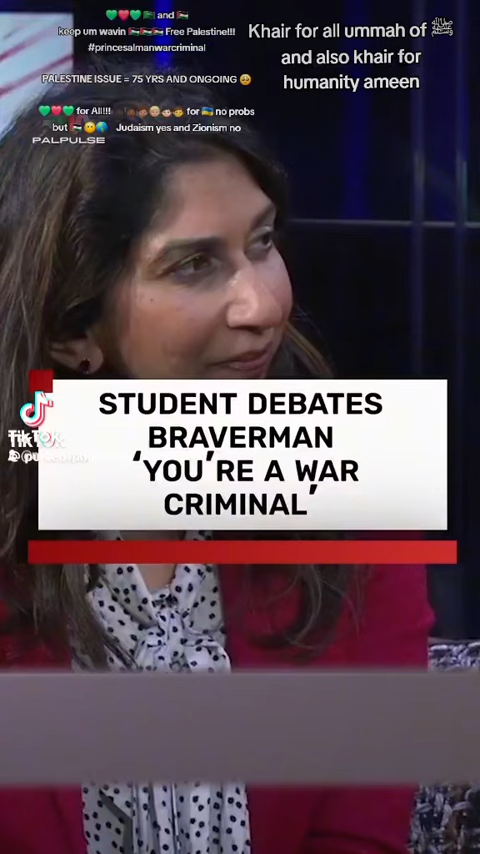 💚❤️💚🇸🇦 and 🇵🇸
keep um wavin 🇵🇸🇵🇸🇵🇸 Free Palestine!!!
#princesalmanwarcriminal
PALESTINE ISSUE = 75 YRS AND ONGOING 🥺
💚❤️💚 for All!!!
for 🇺🇦 no probs
but
Judaism yes and Zionism no
PALPULSE
Khair for all ummah of ﷺ
and also khair for
humanity ameen
STUDENT DEBATES
BRAVERMAN
‘YOU’RE A WAR
CRIMINAL’
TikTok